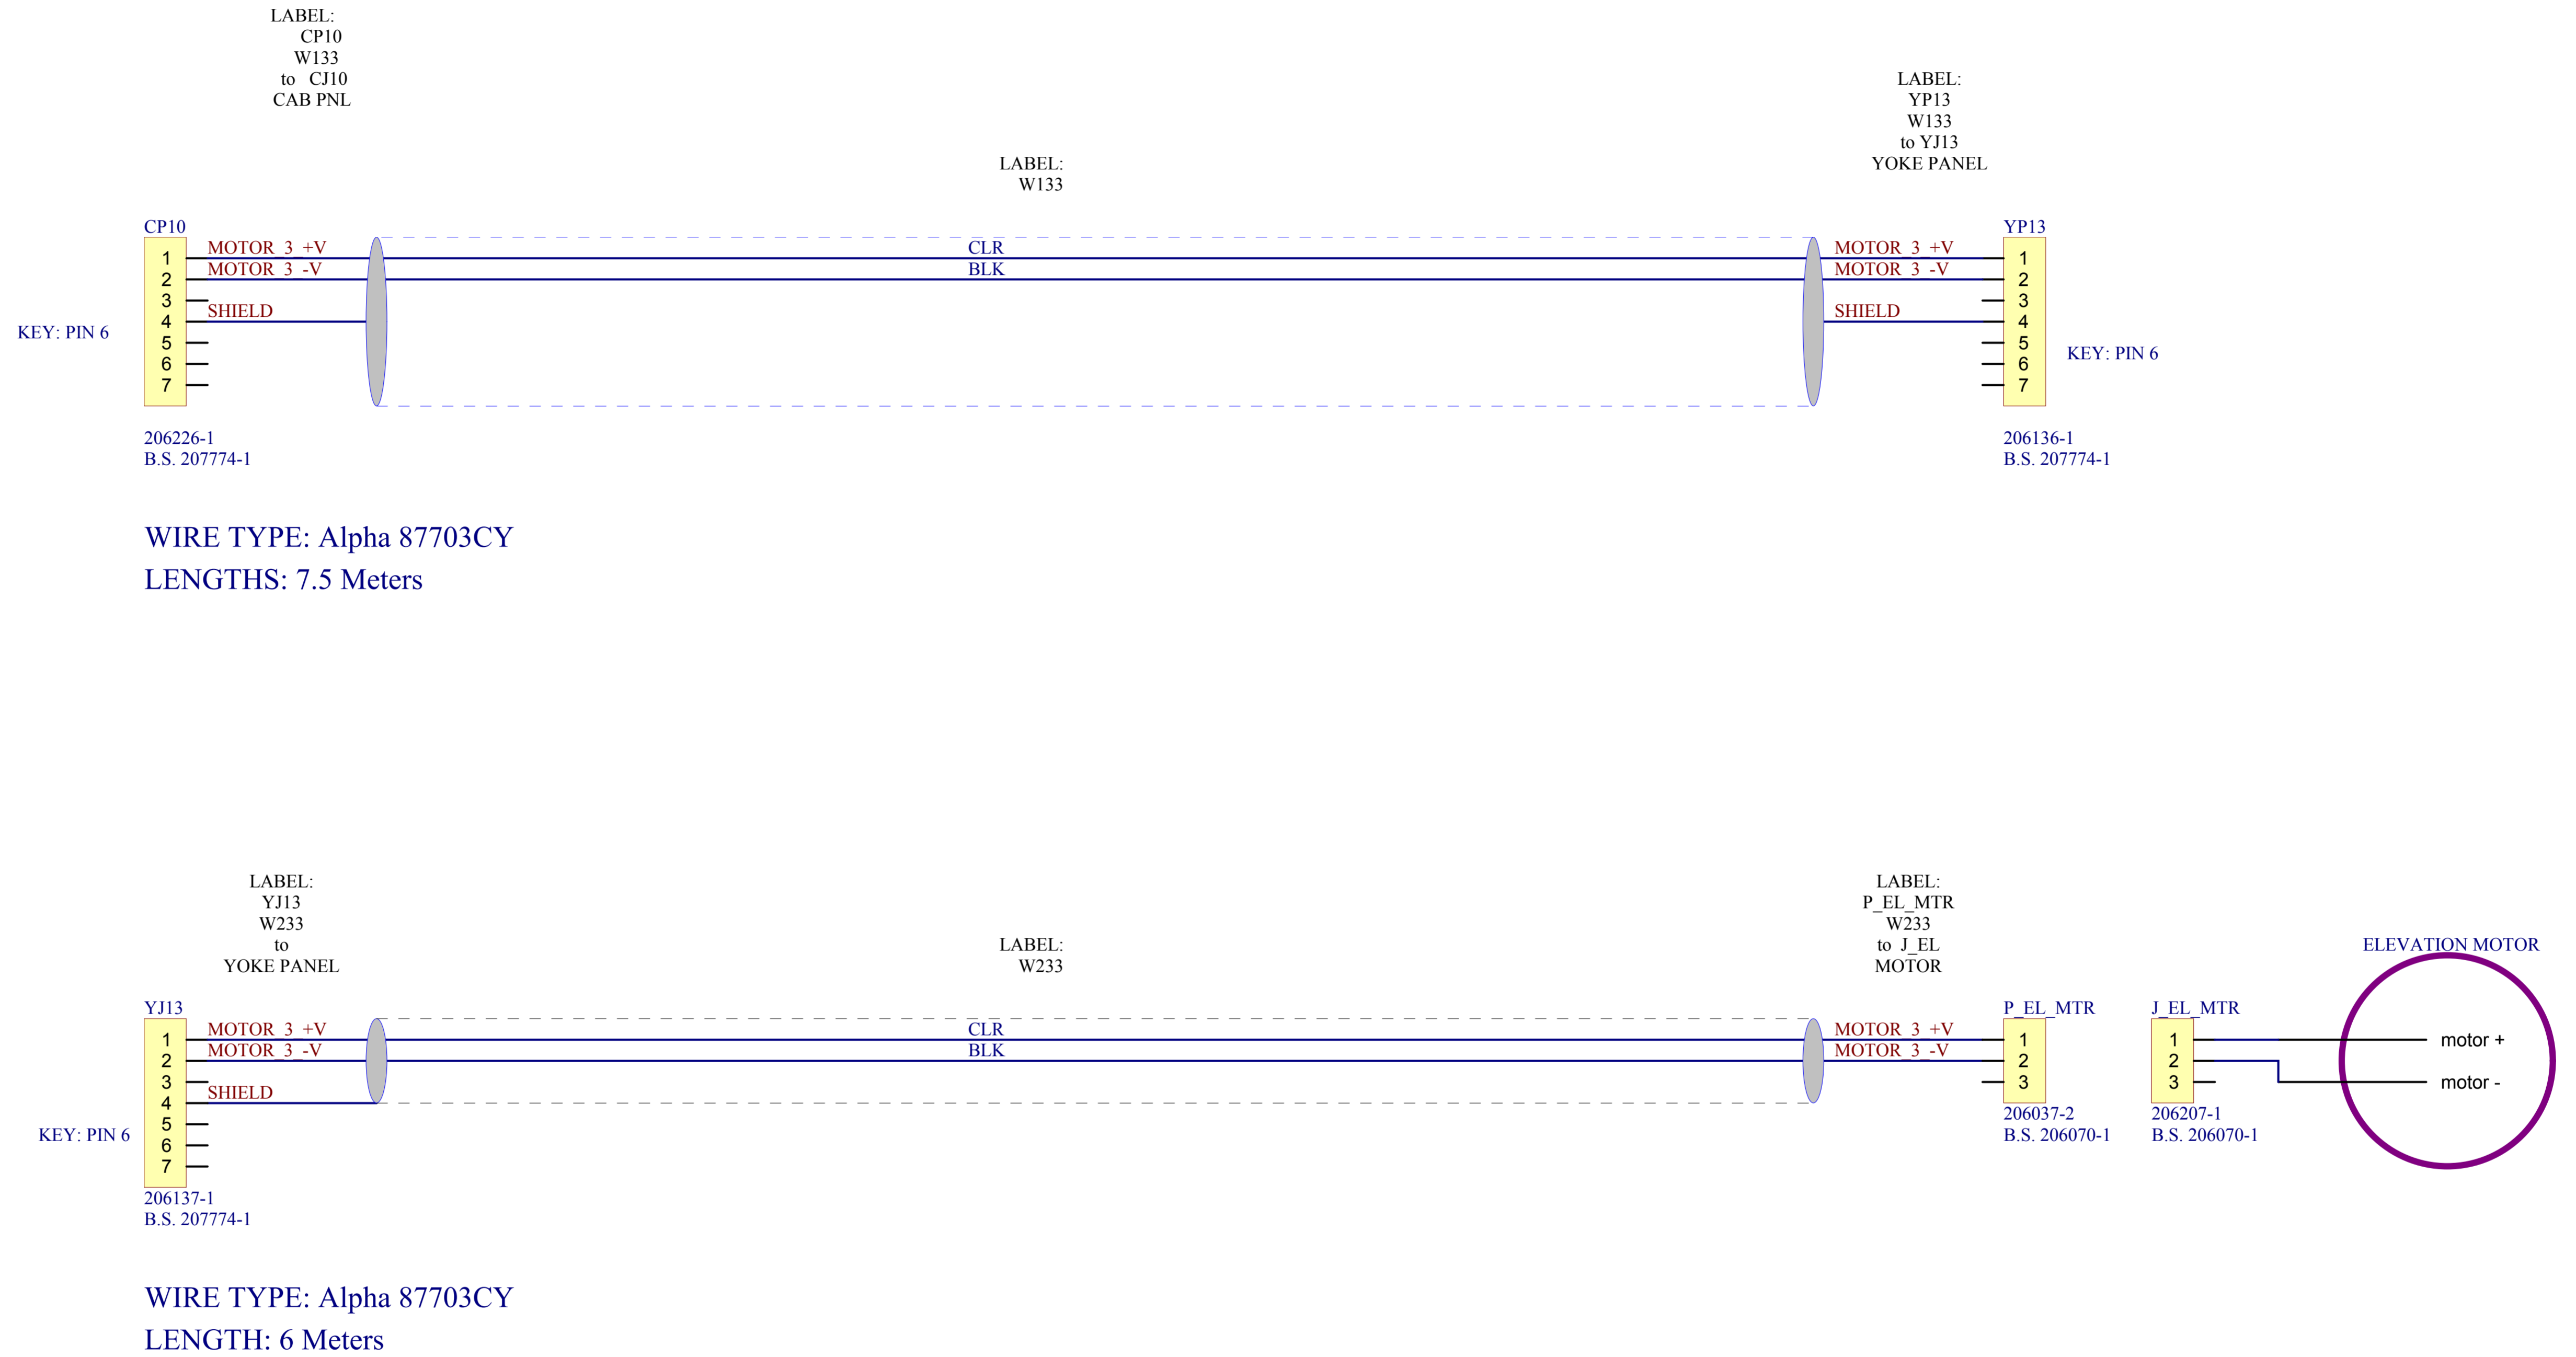 LABEL:
CP10
W133
to CJ10
CAB PNL
LABEL:
W133
LABEL:
YP13
W133
to YJ13
YOKE PANEL
CP10
1
2
3
4
5
6
7
MOTOR_3_+V
MOTOR_3_-V
SHIELD
KEY: PIN 6
206226-1
B.S. 207774-1
CLR
BLK
MOTOR_3_+V
MOTOR_3_-V
SHIELD
YP13
1
2
3
4
5
6
7
KEY: PIN 6
206136-1
B.S. 207774-1
WIRE TYPE: Alpha 87703CY
LENGTHS: 7.5 Meters
LABEL:
YJ13
W233
to
YOKE PANEL
LABEL:
W233
LABEL:
P_EL_MTR
W233
to J_EL
MOTOR
YJ13
1
2
3
4
5
6
7
MOTOR_3_+V
MOTOR_3_-V
SHIELD
KEY: PIN 6
206137-1
B.S. 207774-1
CLR
BLK
MOTOR_3_+V
MOTOR_3_-V
P_EL_MTR
1
2
3
206037-2
B.S. 206070-1
J_EL_MTR
1
2
3
206207-1
B.S. 206070-1
ELEVATION MOTOR
motor +
motor -
WIRE TYPE: Alpha 87703CY
LENGTH: 6 Meters